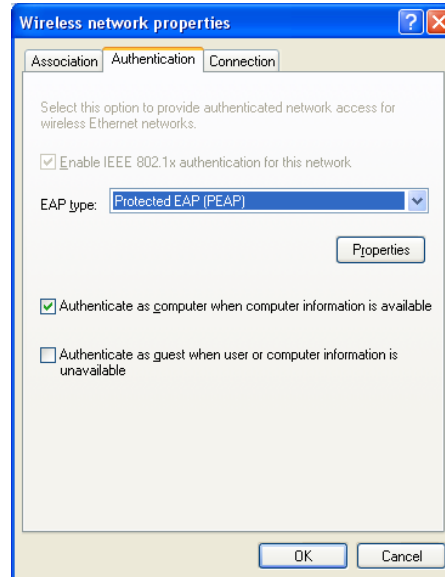 Wireless network properties
Association Authentication Connection
Select this option to provide authenticated network access for
wireless Ethernet networks.
Enable IEEE 802.1x authentication for this network
EAP type: Protected EAP (PEAP)
Properties
Authenticate as computer when computer information is available
Authenticate as guest when user or computer information is
unavailable
OK Cancel